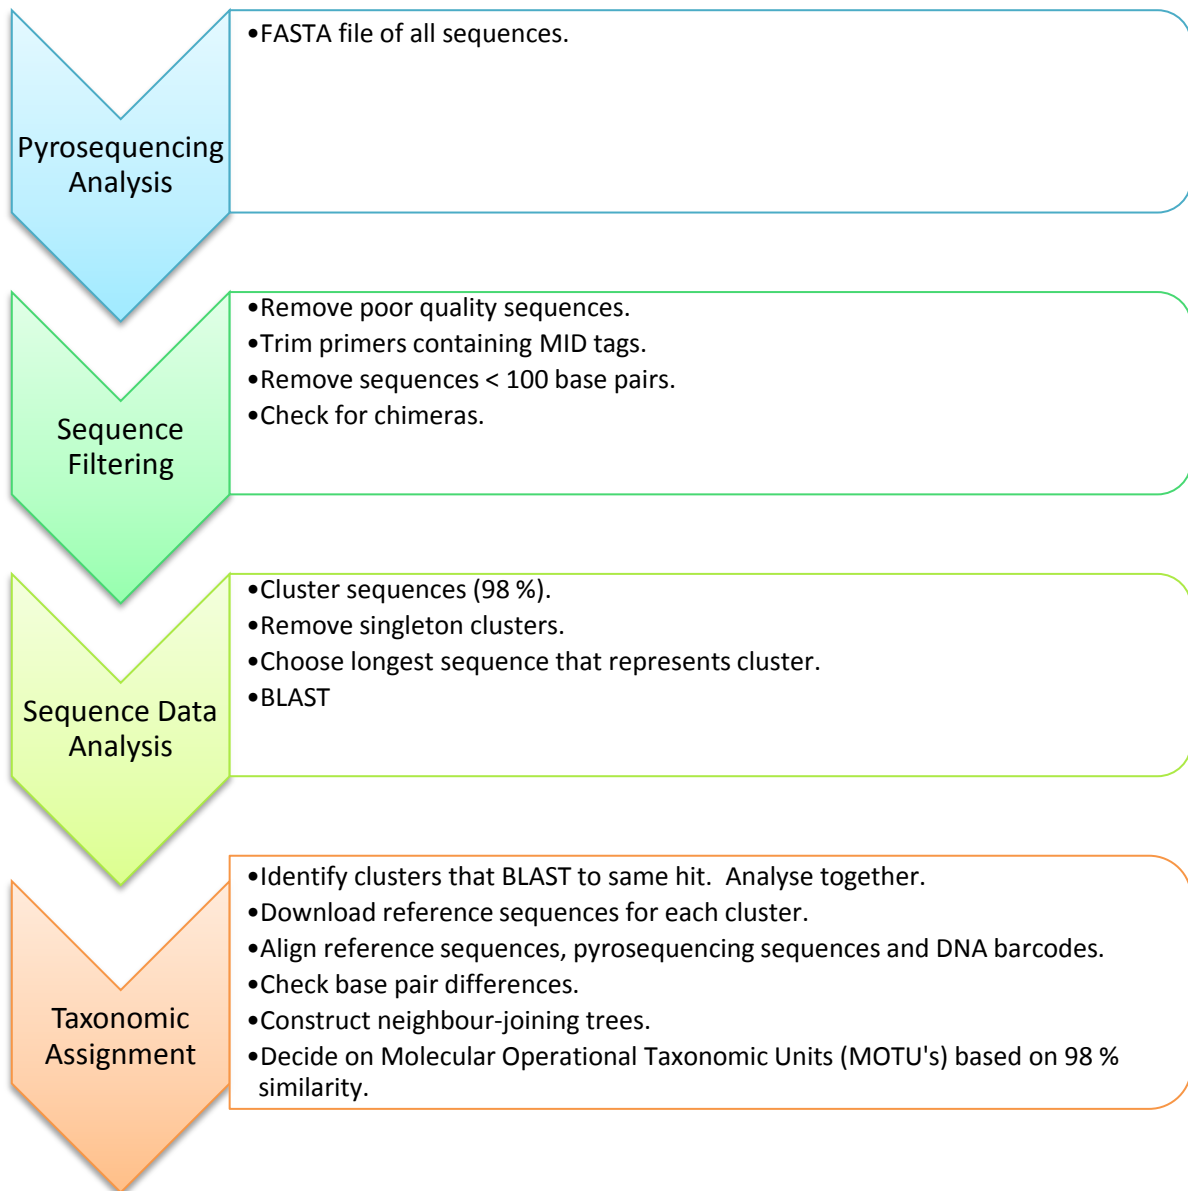 Pyrosequencing
Analysis
•FASTA file of all sequences.
Sequence
Filtering
•Remove poor quality sequences.
•Trim primers containing MID tags.
•Remove sequences < 100 base pairs.
•Check for chimeras.
Sequence Data
Analysis
•Cluster sequences (98 %).
•Remove singleton clusters.
•Choose longest sequence that represents cluster.
•BLAST
Taxonomic
Assignment
•Identify clusters that BLAST to same hit.  Analyse together.
•Download reference sequences for each cluster.
•Align reference sequences, pyrosequencing sequences and DNA barcodes.
•Check base pair differences.
•Construct neighbour-joining trees.
•Decide on Molecular Operational Taxonomic Units (MOTU's) based on 98 %
similarity.